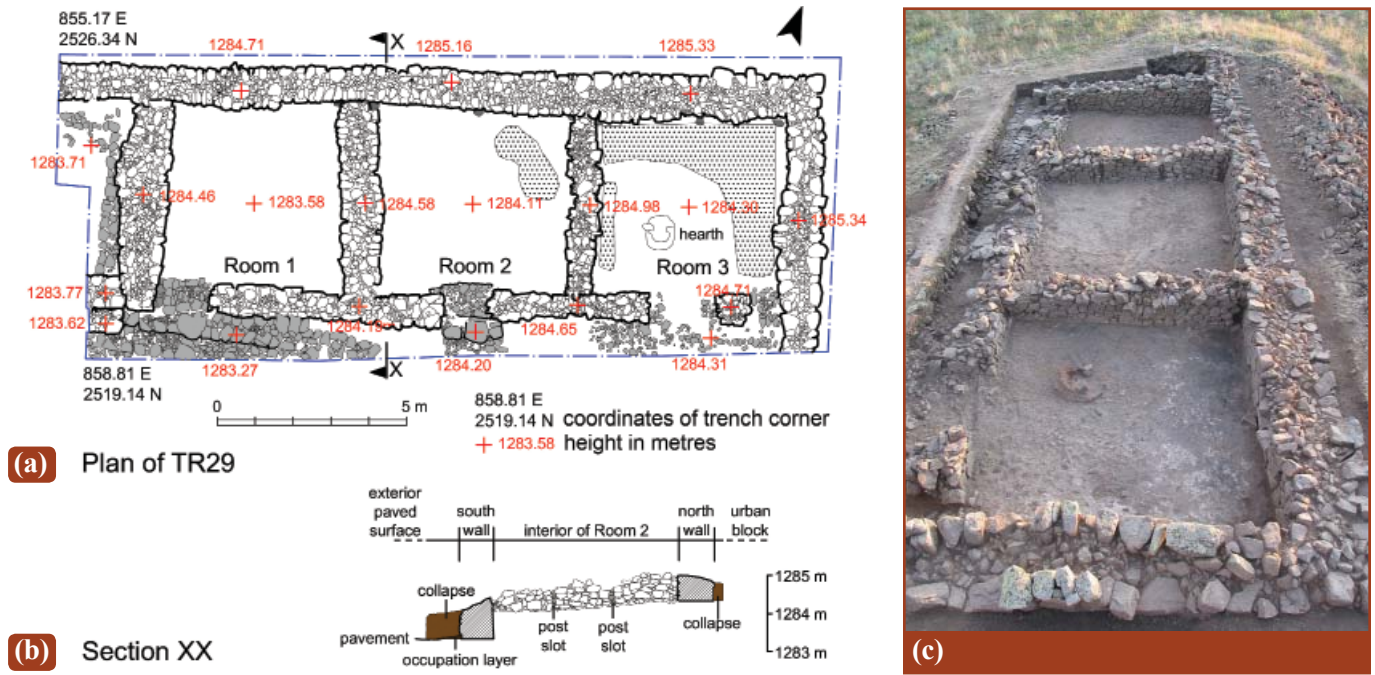 855.17 E
2526.34 N
X
1284.71
1285.16
1285.33
1283.71
1284.46
1283.58
1284.58
1284.11
1284.98
1284.30
1285.34
hearth
Room 1
Room 2
Room 3
1283.77
1284.71
1283.62
1284.19
1284.65
1283.27
X
1284.20
1284.31
858.81 E
2519.14 N
0 5 m
858.81 E
2519.14 N coordinates of trench corner
1283.58 height in metres
(a) Plan of TR29
exterior
paved
surface
south
wall
interior of Room 2
north
wall
urban
block
collapse
pavement
occupation layer
post
slot
post
slot
collapse
1285 m
1284 m
1283 m
(b) Section XX
(c)